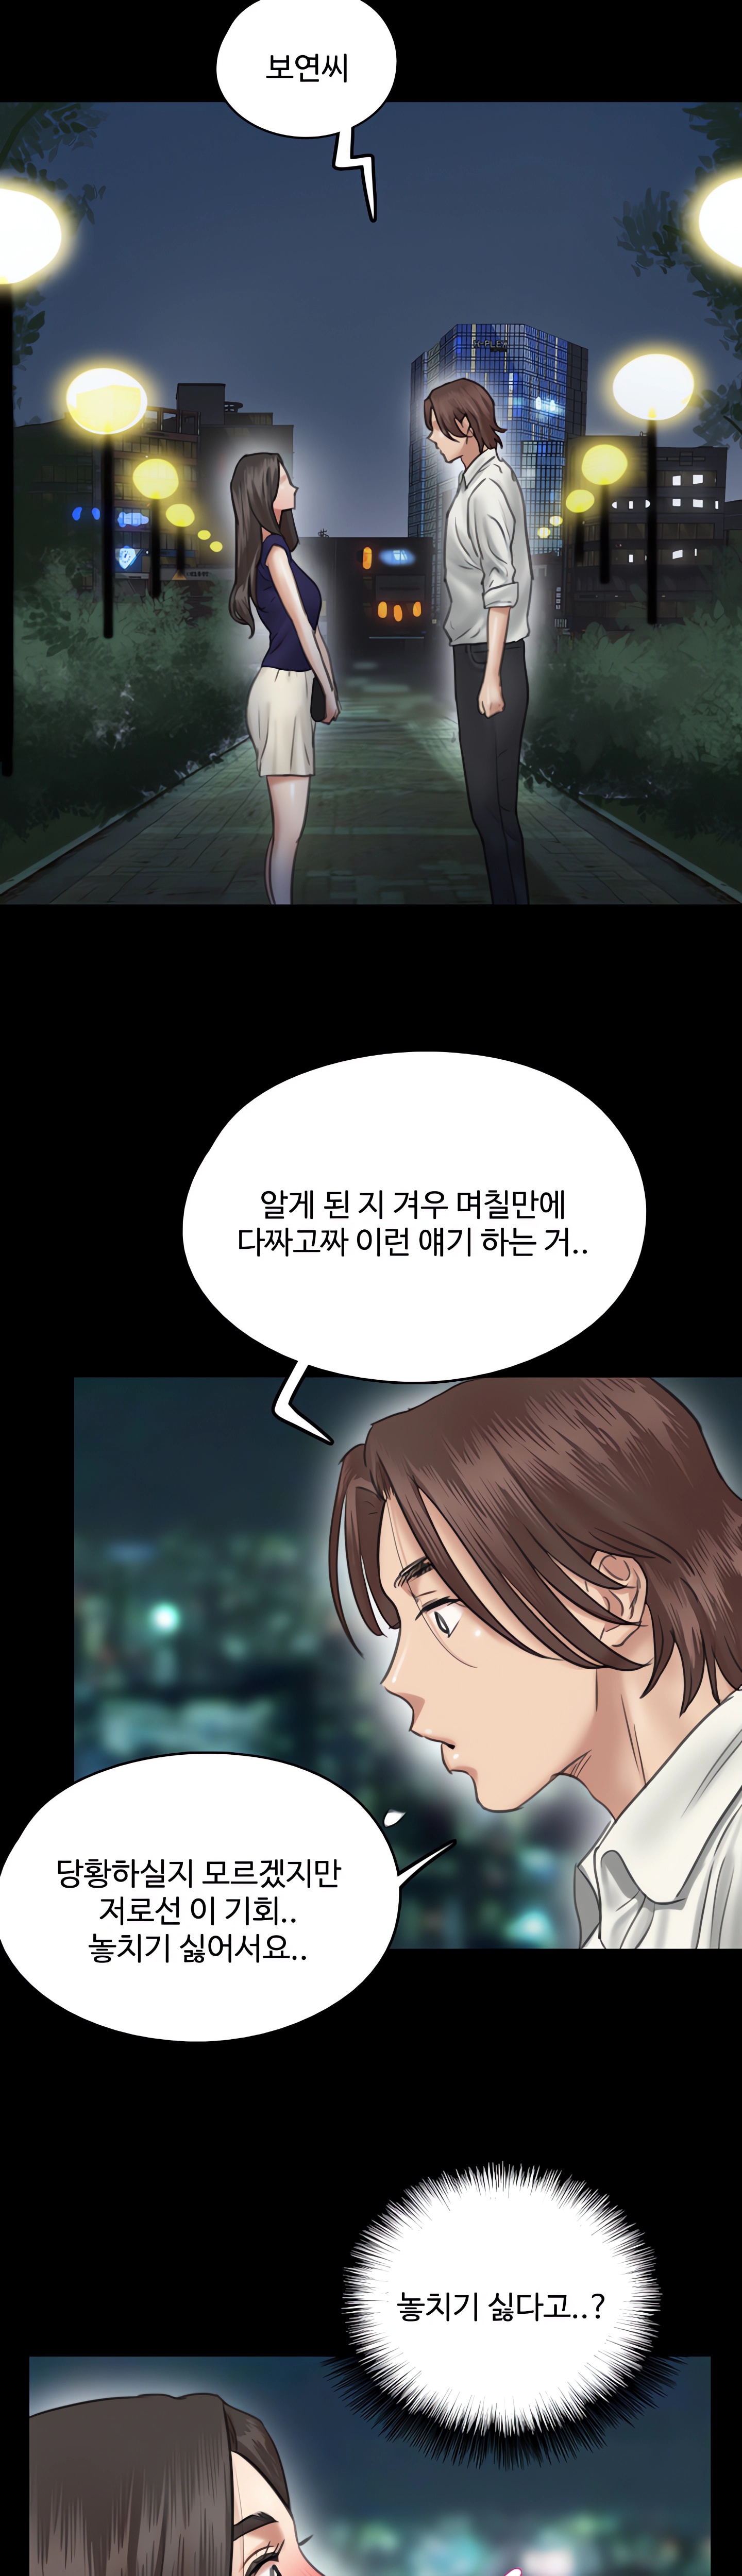 보연씨
알게 된 지 겨우 며칠만에
다짜고짜 이런 얘기 하는 거..
당황하실지 모르겠지만
저로선 이 기회..
놓치기 싫어서요..
놓치기 싫다고..?